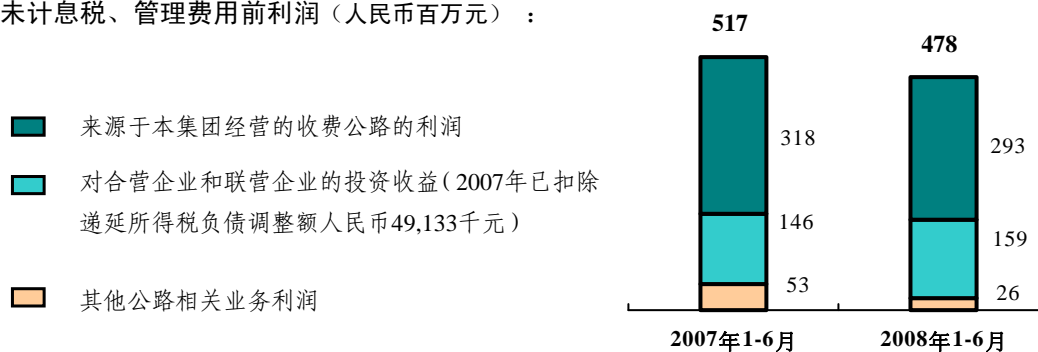 未计息税、管理费用前利润（人民币百万元）：
来源于本集团经营的收费公路的利润
对合营企业和联营企业的投资收益（2007年已扣除
递延所得税负债调整额人民币49,133千元）
其他公路相关业务利润
517
478
318
293
146
159
53
26
2007年1-6月
2008年1-6月